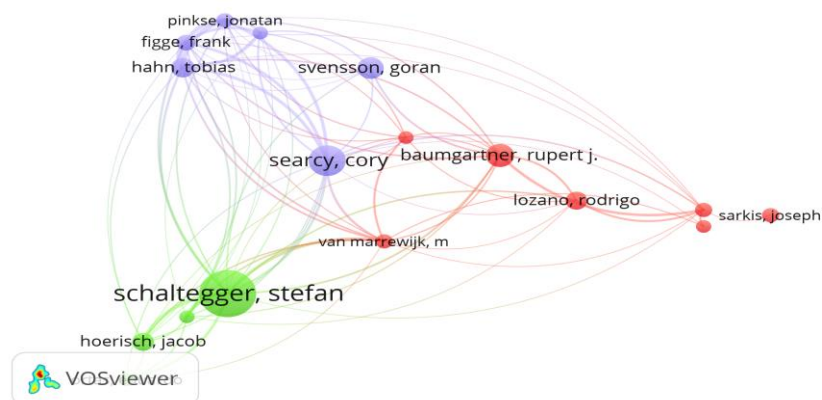 pinkse, jonatan
figge, frank
hahn, tobias
svensson, goran
searcy, cory
baumgartner, rupert j.
lozano, rodrigo
sarkis, joseph
van marrewijk, m
schaltegger, stefan
hoerisch, jacob
VOSviewer